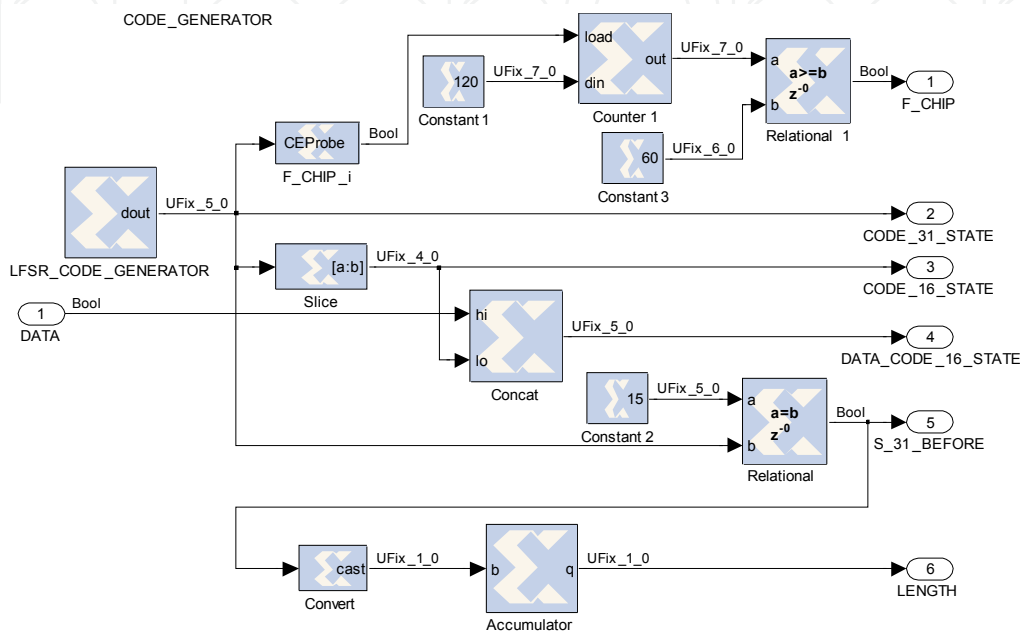 CODE_GENERATOR
load
UFix_7_0
120
UFix_7_0
out
a
a>=b
Bool
1
din
z-0
F_CHIP
Constant 1
Bool
Counter 1
b
CEProbe
60
UFix_6_0
Relational 1
F_CHIP_i
Constant 3
dout
UFix_5_0
2
CODE_31_STATE
LFSR_CODE_GENERATOR
[a:b]
UFix_4_0
3
Slice
CODE_16_STATE
1
Bool
hi
UFix_5_0
DATA
4
lo
DATA_CODE_16_STATE
Concat
15
UFix_5_0
a
a=b
Bool
Constant 2
z-0
5
b
S_31_BEFORE
Relational
cast
UFix_1_0
b
q
UFix_1_0
6
Convert
LENGTH
Accumulator